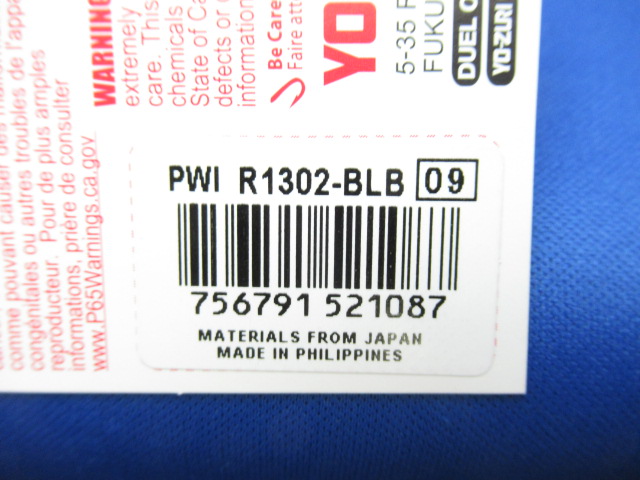 PWI R1302-BLB 09
756791 521087
MATERIALS FROM JAPAN
MADE IN PHILIPPINES
WARNING
extremely
care. This
chemicals
State of Ca
defects or
information
Be Care
Faire att
YO
5-35
FUKU
DUEL
YO-ZURI
pouvant causer des
comme
congénitales ou autres troubles de l'appa
reproducteur. Pour de plus amples
informations, prière de consulter
www.P65Warnings.ca.gov